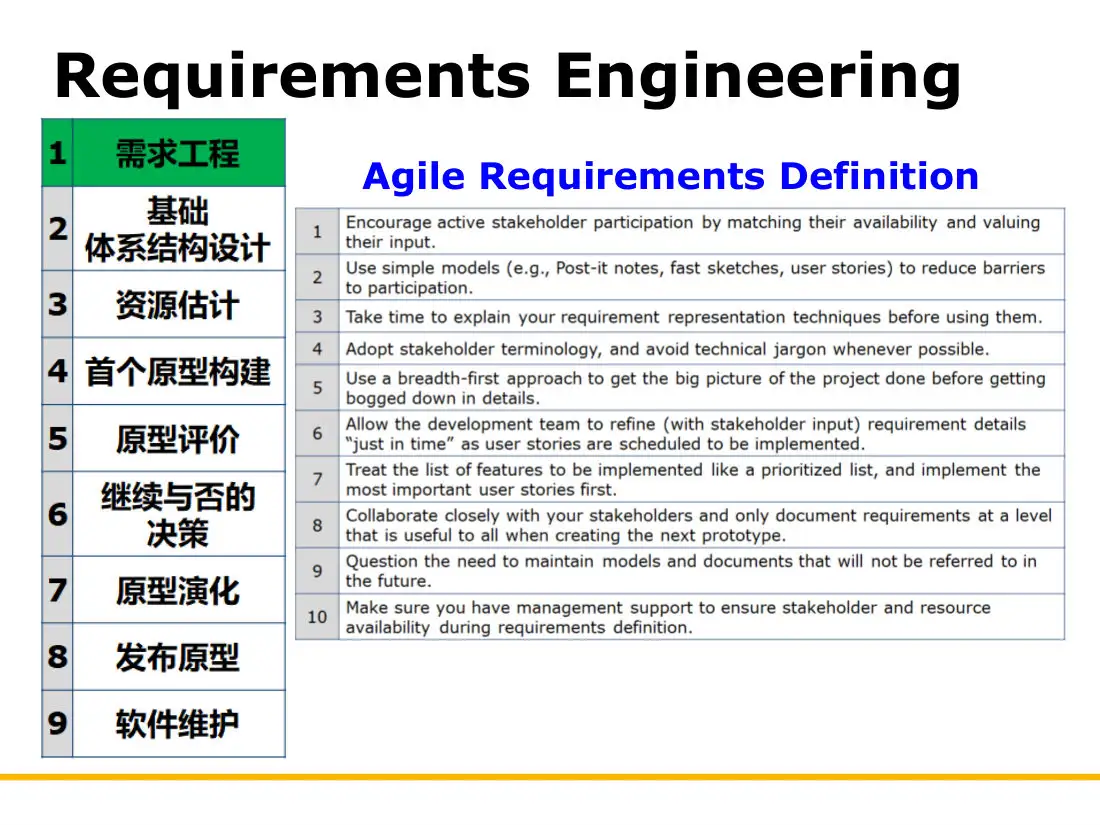 Requirements Engineering
1 需求工程
2 基础
体系结构设计
3 资源估计
4 首个原型构建
5 原型评价
6 继续与否的
决策
7 原型演化
8 发布原型
9 软件维护
Agile Requirements Definition
1 Encourage active stakeholder participation by matching their availability and valuing
their input.
2 Use simple models (e.g., Post-it notes, fast sketches, user stories) to reduce barriers
to participation.
3 Take time to explain your requirement representation techniques before using them.
4 Adopt stakeholder terminology, and avoid technical jargon whenever possible.
5 Use a breadth-first approach to get the big picture of the project done before getting
bogged down in details.
6 Allow the development team to refine (with stakeholder input) requirement details
“just in time” as user stories are scheduled to be implemented.
7 Treat the list of features to be implemented like a prioritized list, and implement the
most important user stories first.
8 Collaborate closely with your stakeholders and only document requirements at a level
that is useful to all when creating the next prototype.
9 Question the need to maintain models and documents that will not be referred to in
the future.
10 Make sure you have management support to ensure stakeholder and resource
availability during requirements definition.